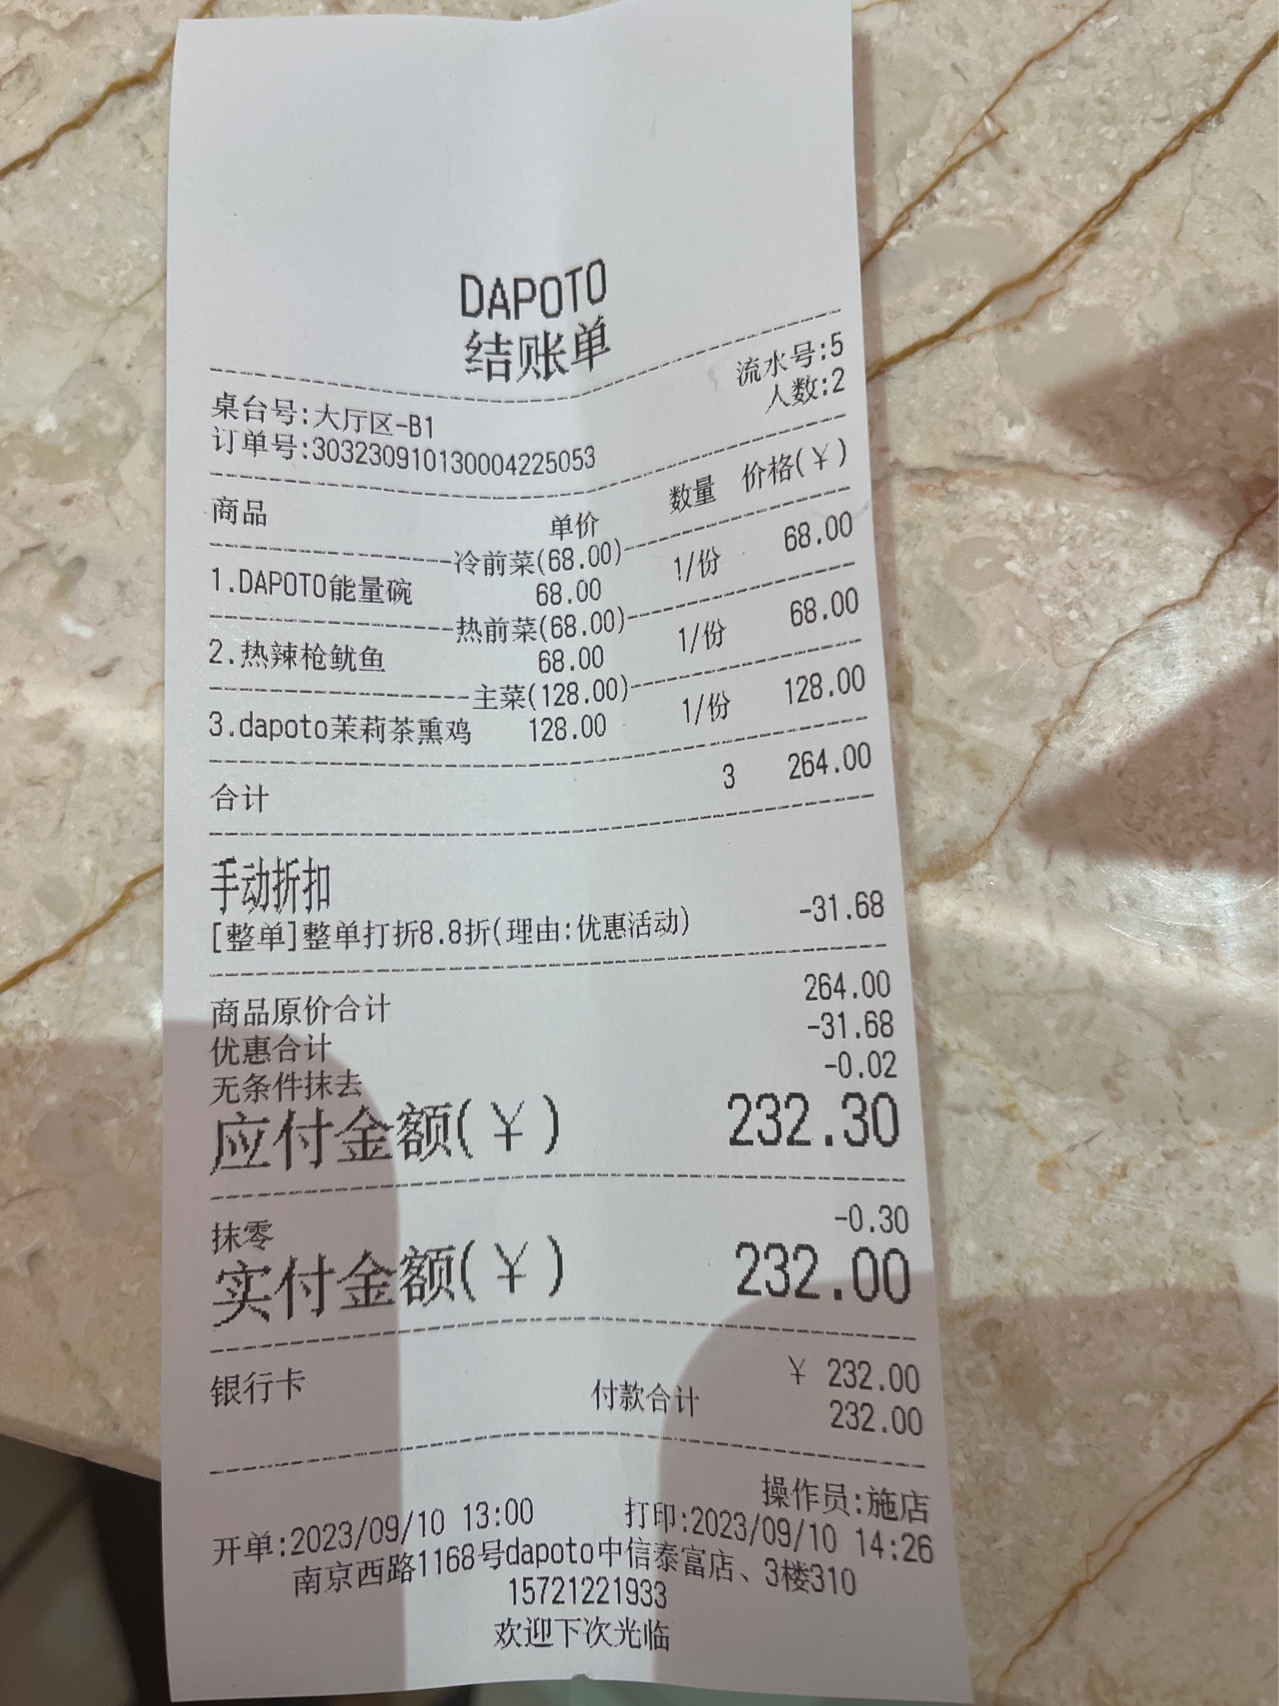 DAPOTO
结账单
流水号:5
桌台号:大厅区-B1 人数:2
订单号:303230910130004225053
商品 单价 数量 价格(¥)
冷前菜(68.00)
1.DAPOTO能量碗 68.00 1/份 68.00
热前菜(68.00)
2.热辣枪鱿鱼 68.00 1/份 68.00
主菜(128.00)
3.dapoto茉莉茶熏鸡 128.00 1/份 128.00
合计 3 264.00
手动折扣
[整单]整单打折8.8折(理由:优惠活动) -31.68
商品原价合计 264.00
优惠合计 -31.68
无条件抹去 -0.02
应付金额(¥) 232.30
抹零 -0.30
实付金额(¥) 232.00
银行卡 ¥ 232.00
付款合计 232.00
操作员:施店
开单:2023/09/10 13:00 打印:2023/09/10 14:26
南京西路1168号dapoto中信泰富店、3楼310
15721221933
欢迎下次光临